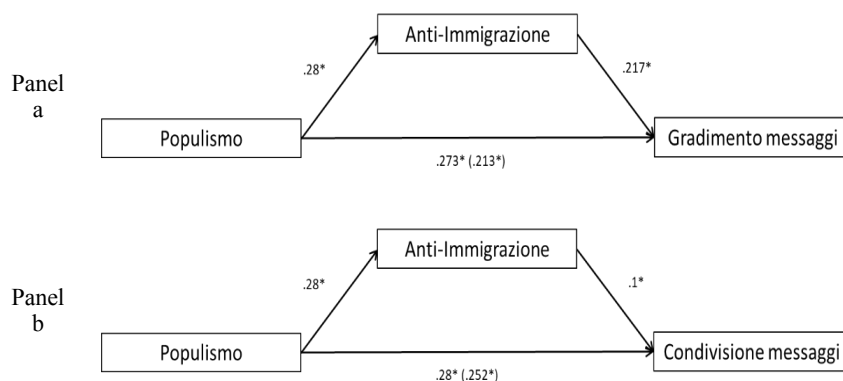 Anti-Immigrazione
.28*
.217*
Panel
a
Populismo
Gradimento messaggi
.273* (.213*)
Anti-Immigrazione
.28*
.1*
Panel
b
Populismo
Condivisione messaggi
.28* (.252*)